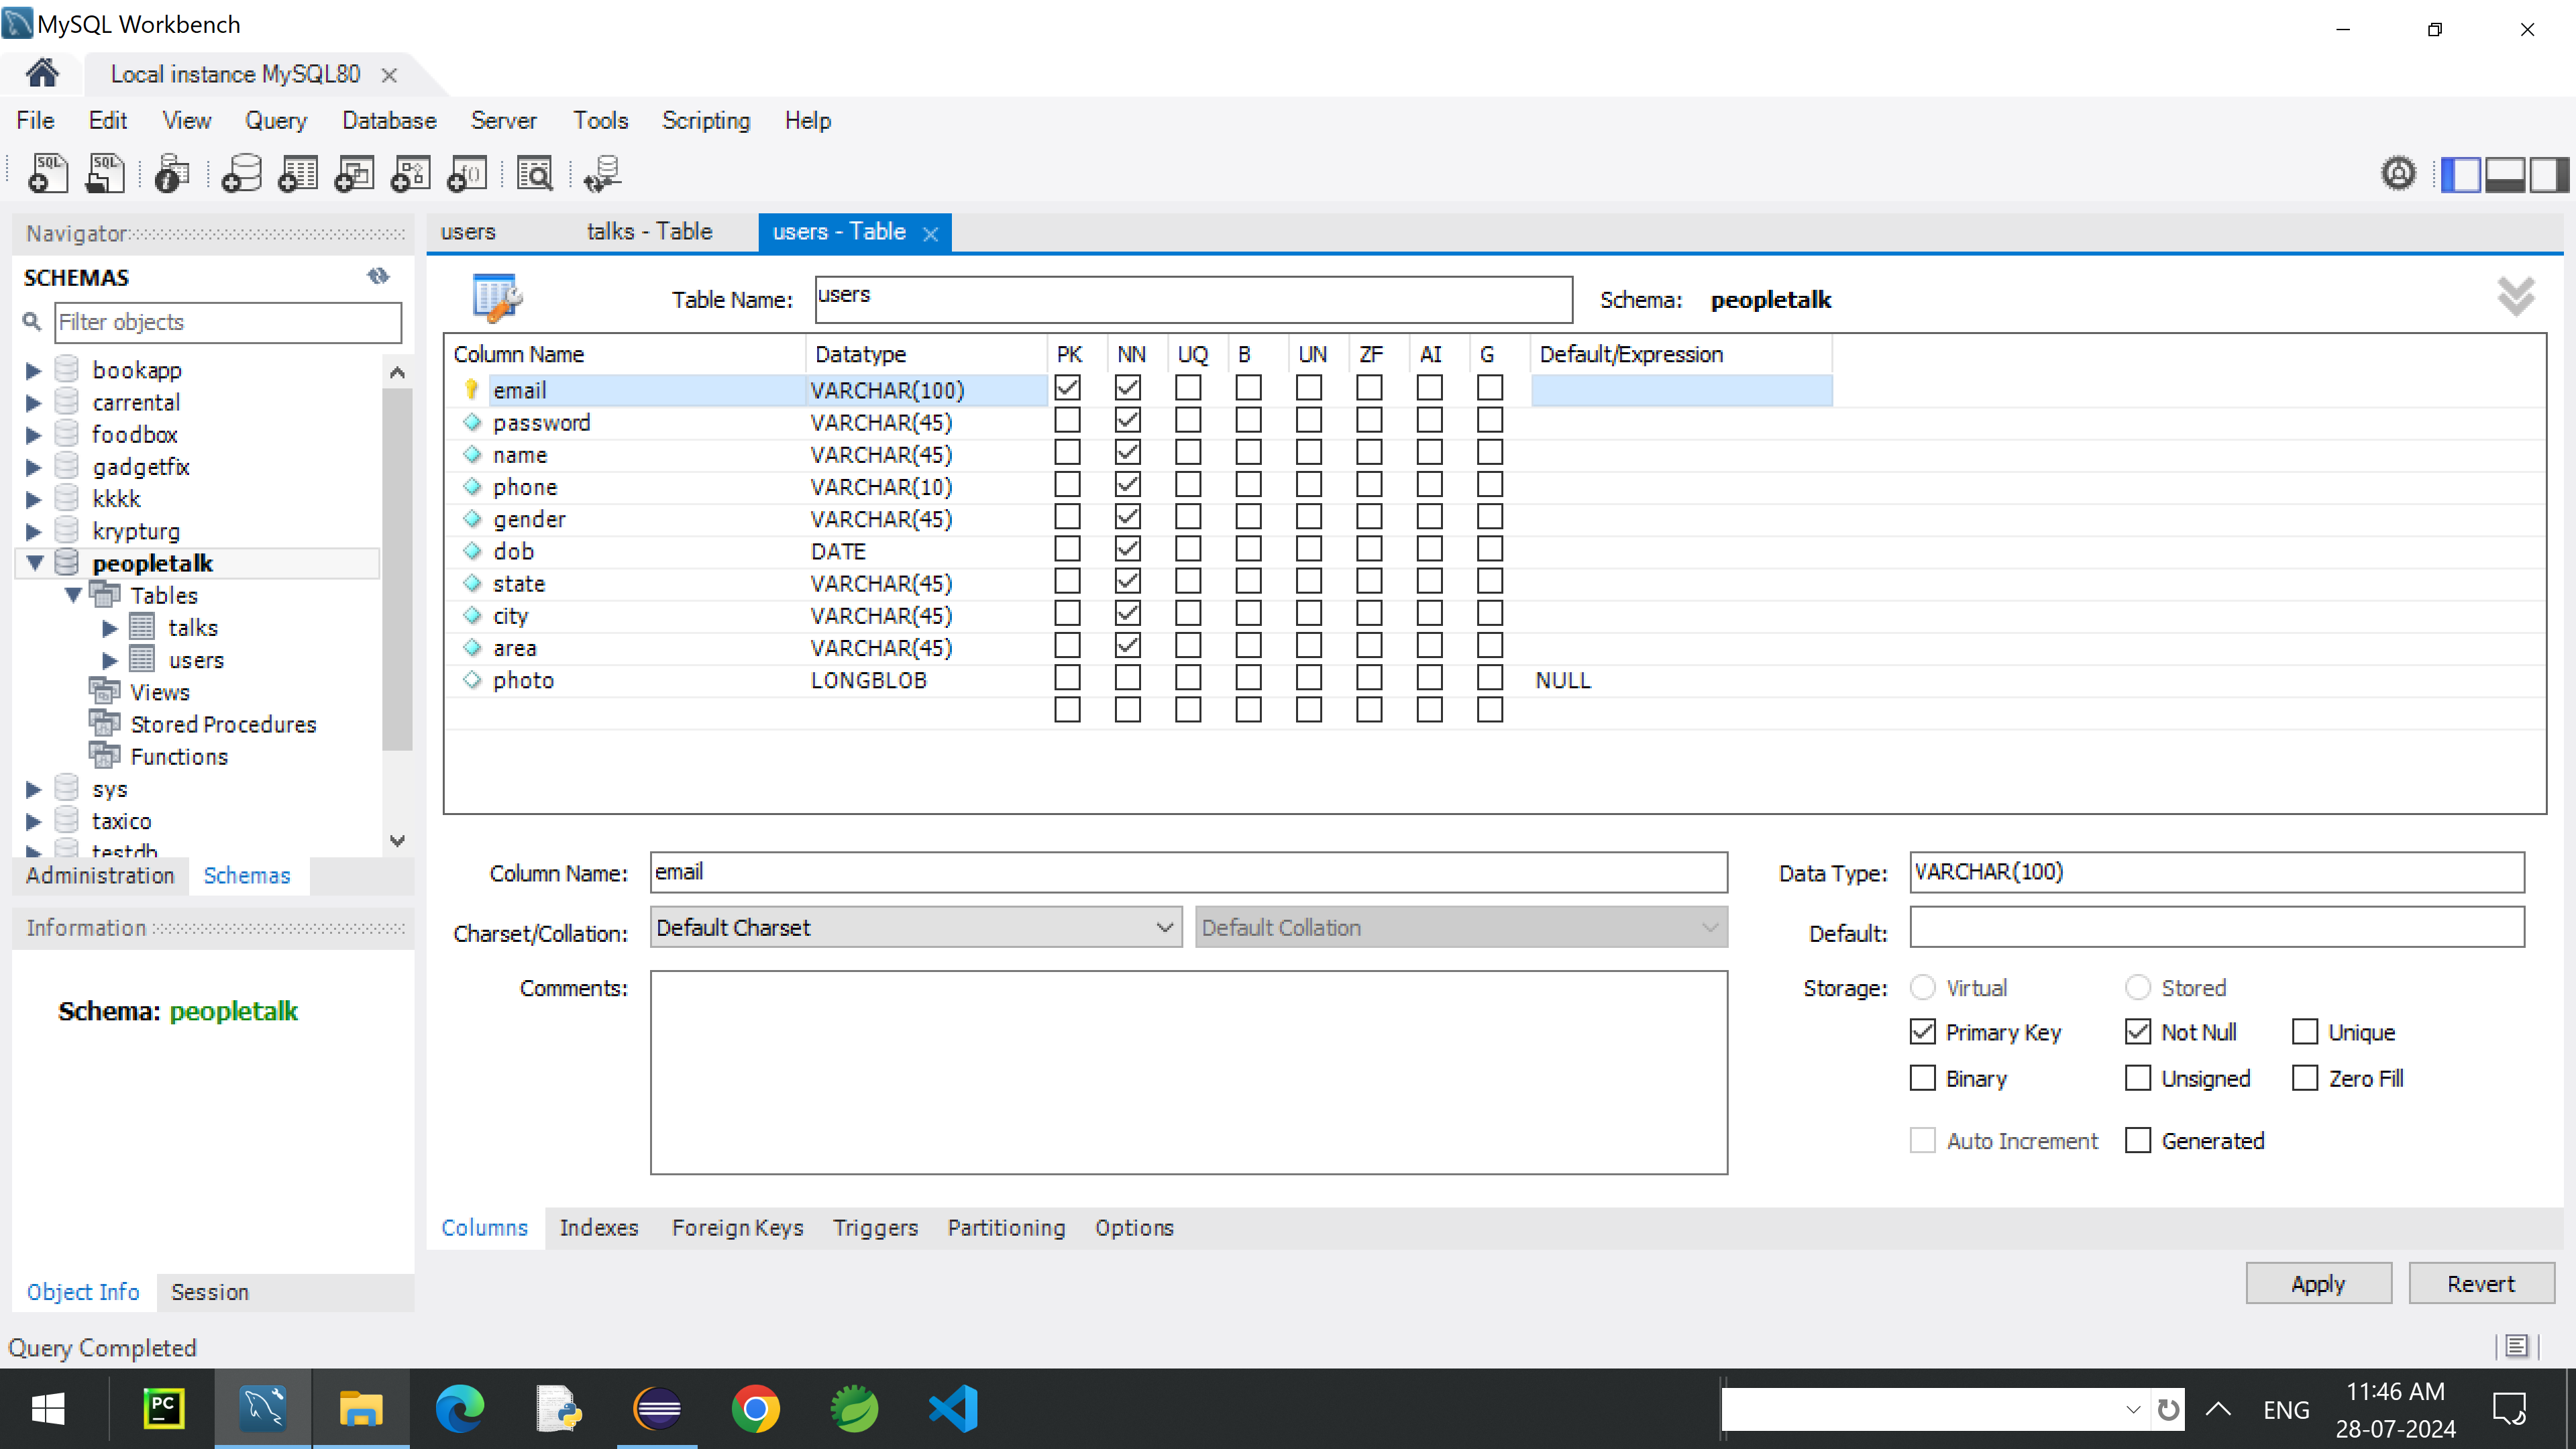 MySQL Workbench
Local instance MySQL80
File Edit View Query Database Server Tools Scripting Help
Navigator
SCHEMAS
Filter objects
bookapp
carrental
foodbox
gadgetfix
kkkk
krypturg
peopletalk
Tables
talks
users
Views
Stored Procedures
Functions
sys
taxico
testdb
Administration Schemas
Information
Schema: peopletalk
Object Info Session
users talks - Table users - Table
Table Name: users Schema: peopletalk
Column Name Datatype PK NN UQ B UN ZF AI G Default/Expression
email VARCHAR(100)
password VARCHAR(45)
name VARCHAR(45)
phone VARCHAR(10)
gender VARCHAR(45)
dob DATE
state VARCHAR(45)
city VARCHAR(45)
area VARCHAR(45)
photo LONGBLOB NULL
Column Name: email Data Type: VARCHAR(100)
Charset/Collation: Default Charset Default Collation Default:
Comments: Storage: Virtual Stored
Primary Key Not Null Unique
Binary Unsigned Zero Fill
Auto Increment Generated
Columns Indexes Foreign Keys Triggers Partitioning Options
Apply Revert
Query Completed
PC
ENG
11:46 AM
28-07-2024